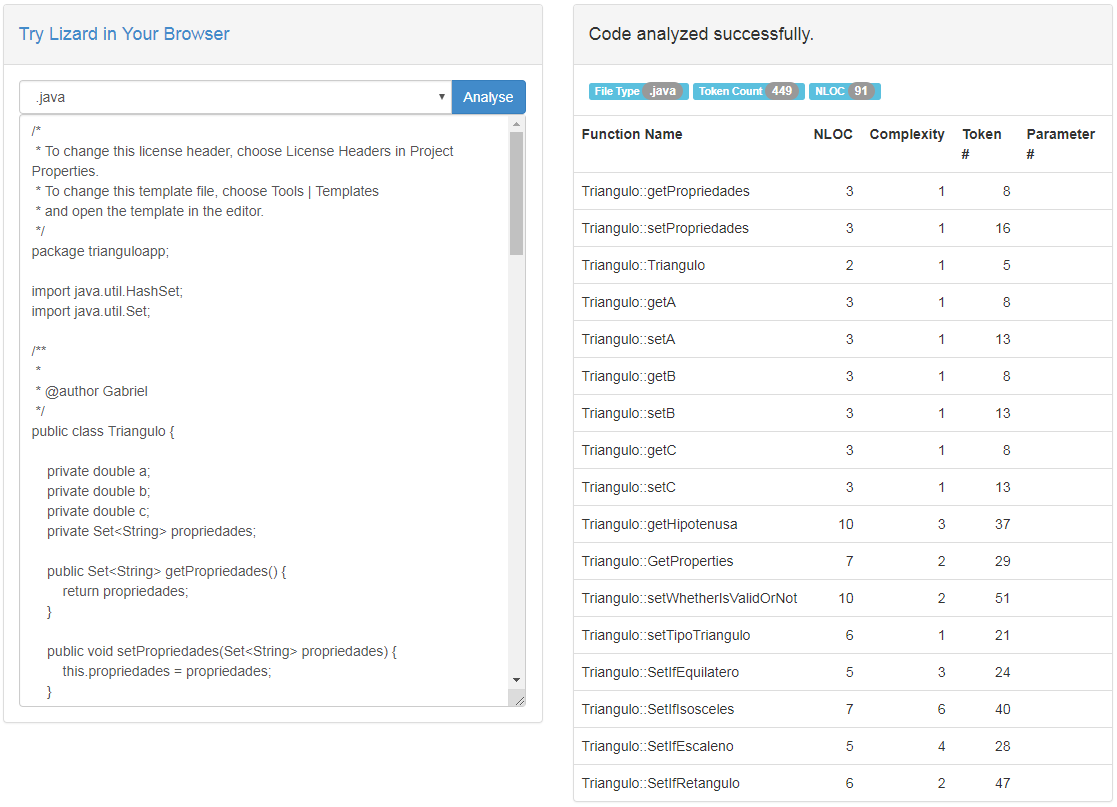 Try Lizard in Your Browser
.java
Analyse
/*
* To change this license header, choose License Headers in Project
Properties.
* To change this template file, choose Tools | Templates
* and open the template in the editor.
*/
package trianguloapp;
import java.util.HashSet;
import java.util.Set;
/**
*
* @author Gabriel
*/
public class Triangulo {
private double a;
private double b;
private double c;
private Set<String> propriedades;
public Set<String> getPropriedades() {
return propriedades;
}
public void setPropriedades(Set<String> propriedades) {
this.propriedades = propriedades;
}
Code analyzed successfully.
File Type .java Token Count 449 NLOC 91
Function Name NLOC Complexity Token # Parameter #
Triangulo::getPropriedades 3 1 8
Triangulo::setPropriedades 3 1 16
Triangulo::Triangulo 2 1 5
Triangulo::getA 3 1 8
Triangulo::setA 3 1 13
Triangulo::getB 3 1 8
Triangulo::setB 3 1 13
Triangulo::getC 3 1 8
Triangulo::setC 3 1 13
Triangulo::getHipotenusa 10 3 37
Triangulo::GetProperties 7 2 29
Triangulo::setWhetherIsValidOrNot 10 2 51
Triangulo::setTipoTriangulo 6 1 21
Triangulo::SetIfEquilatero 5 3 24
Triangulo::SetIfIsosceles 7 6 40
Triangulo::SetIfEscaleno 5 4 28
Triangulo::SetIfRetangulo 6 2 47